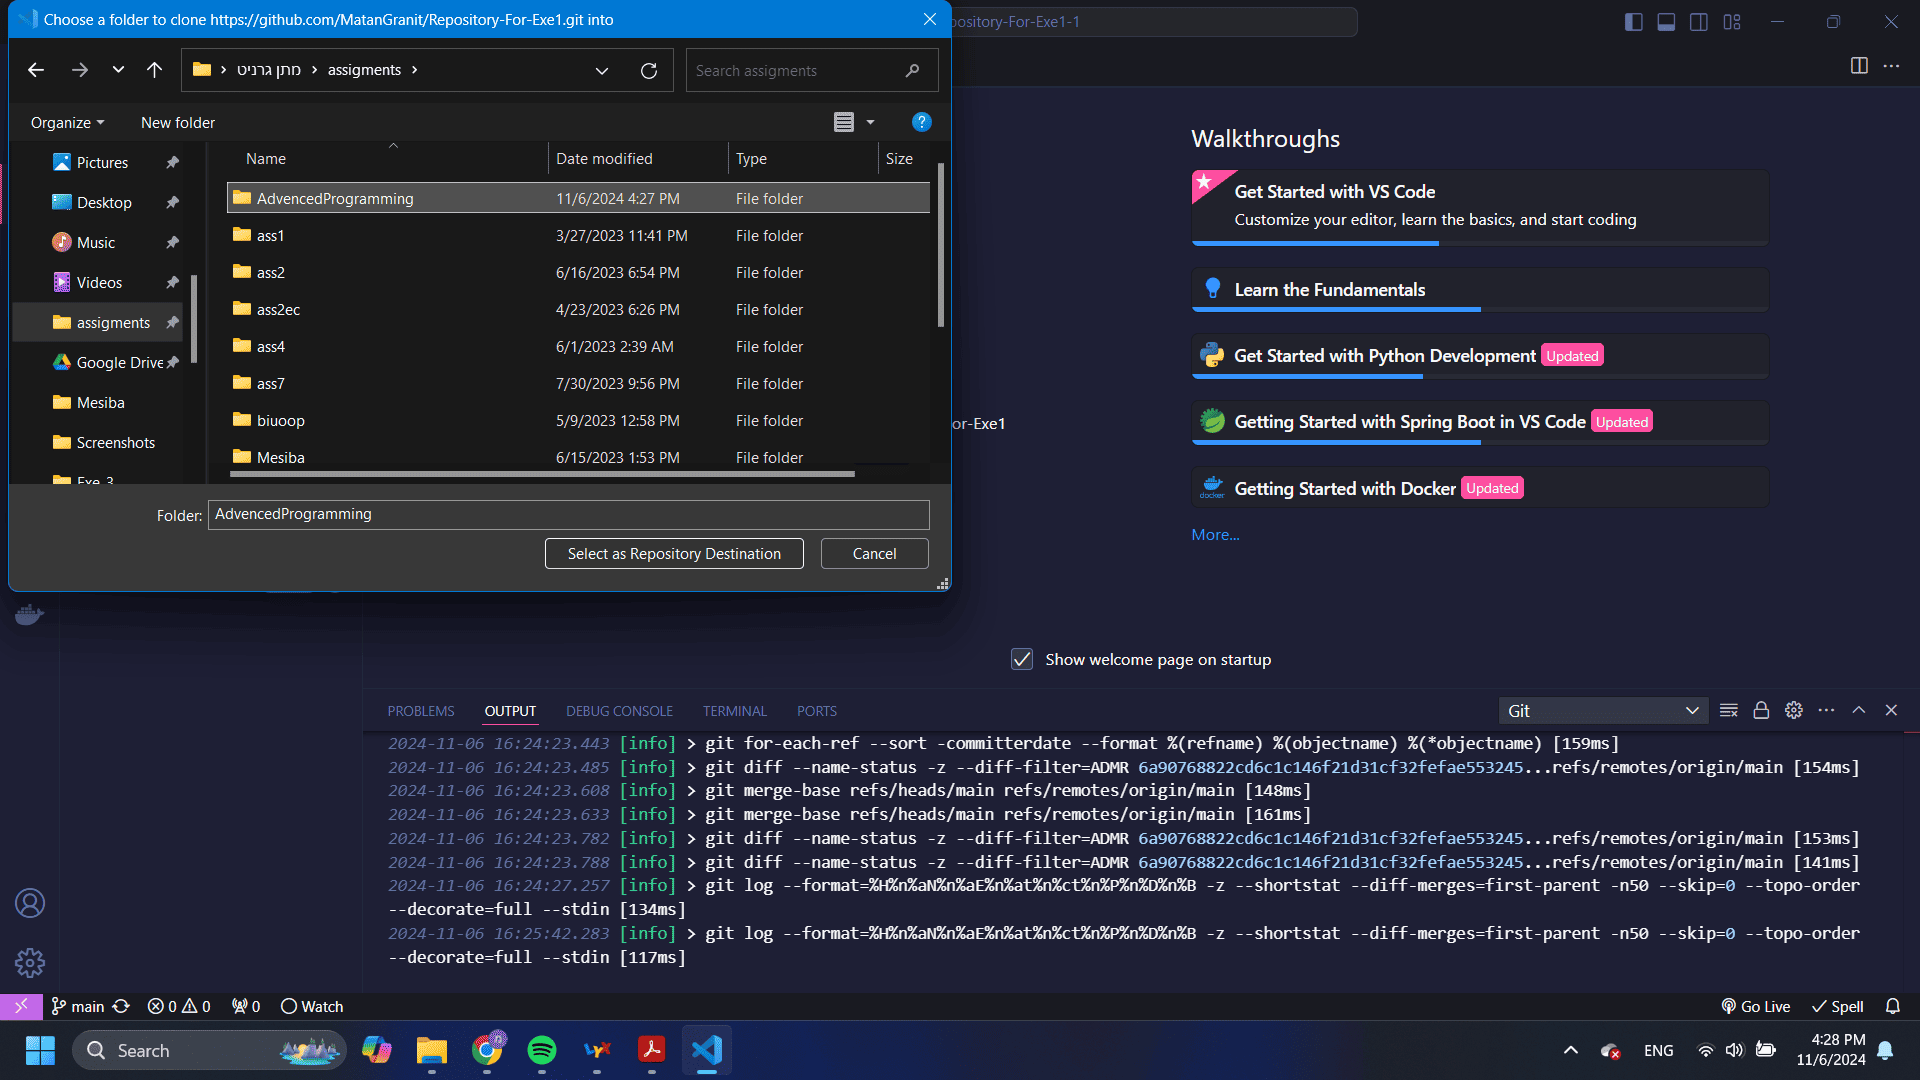 Choose a folder to clone https://github.com/MatanGranit/Repository-For-Exe1.git into
pository-For-Exe1-1
מתן גרניט › assigments ›
Search assigments
Organize
New folder
Name Date modified Type Size
Pictures
Desktop
Music
Videos
assigments
Google Drive
Mesiba
Screenshots
Exe 3
AdvencedProgramming 11/6/2024 4:27 PM File folder
ass1 3/27/2023 11:41 PM File folder
ass2 6/16/2023 6:54 PM File folder
ass2ec 4/23/2023 6:26 PM File folder
ass4 6/1/2023 2:39 AM File folder
ass7 7/30/2023 9:56 PM File folder
biuoop 5/9/2023 12:58 PM File folder
Mesiba 6/15/2023 1:53 PM File folder
Folder: AdvencedProgramming
Select as Repository Destination Cancel
or-Exe1
Walkthroughs
Get Started with VS Code
Customize your editor, learn the basics, and start coding
Learn the Fundamentals
Get Started with Python Development Updated
Getting Started with Spring Boot in VS Code Updated
docker
Getting Started with Docker Updated
More...
Show welcome page on startup
PROBLEMS OUTPUT DEBUG CONSOLE TERMINAL PORTS Git
2024-11-06 16:24:23.443 [info] > git for-each-ref --sort -committerdate --format %(refname) %(objectname) %(*objectname) [159ms]
2024-11-06 16:24:23.485 [info] > git diff --name-status -z --diff-filter=ADMR 6a90768822cd6c1c146f21d31cf32fefae553245...refs/remotes/origin/main [154ms]
2024-11-06 16:24:23.608 [info] > git merge-base refs/heads/main refs/remotes/origin/main [148ms]
2024-11-06 16:24:23.633 [info] > git merge-base refs/heads/main refs/remotes/origin/main [161ms]
2024-11-06 16:24:23.782 [info] > git diff --name-status -z --diff-filter=ADMR 6a90768822cd6c1c146f21d31cf32fefae553245...refs/remotes/origin/main [153ms]
2024-11-06 16:24:23.788 [info] > git diff --name-status -z --diff-filter=ADMR 6a90768822cd6c1c146f21d31cf32fefae553245...refs/remotes/origin/main [141ms]
2024-11-06 16:24:27.257 [info] > git log --format=%H%n%aN%n%aE%n%at%n%ct%n%P%n%D%n%B -z --shortstat --diff-merges=first-parent -n50 --skip=0 --topo-order
--decorate=full --stdin [134ms]
2024-11-06 16:25:42.283 [info] > git log --format=%H%n%aN%n%aE%n%at%n%ct%n%P%n%D%n%B -z --shortstat --diff-merges=first-parent -n50 --skip=0 --topo-order
--decorate=full --stdin [117ms]
main 0 0 0 Watch Go Live Spell
Search
ENG
4:28 PM
11/6/2024